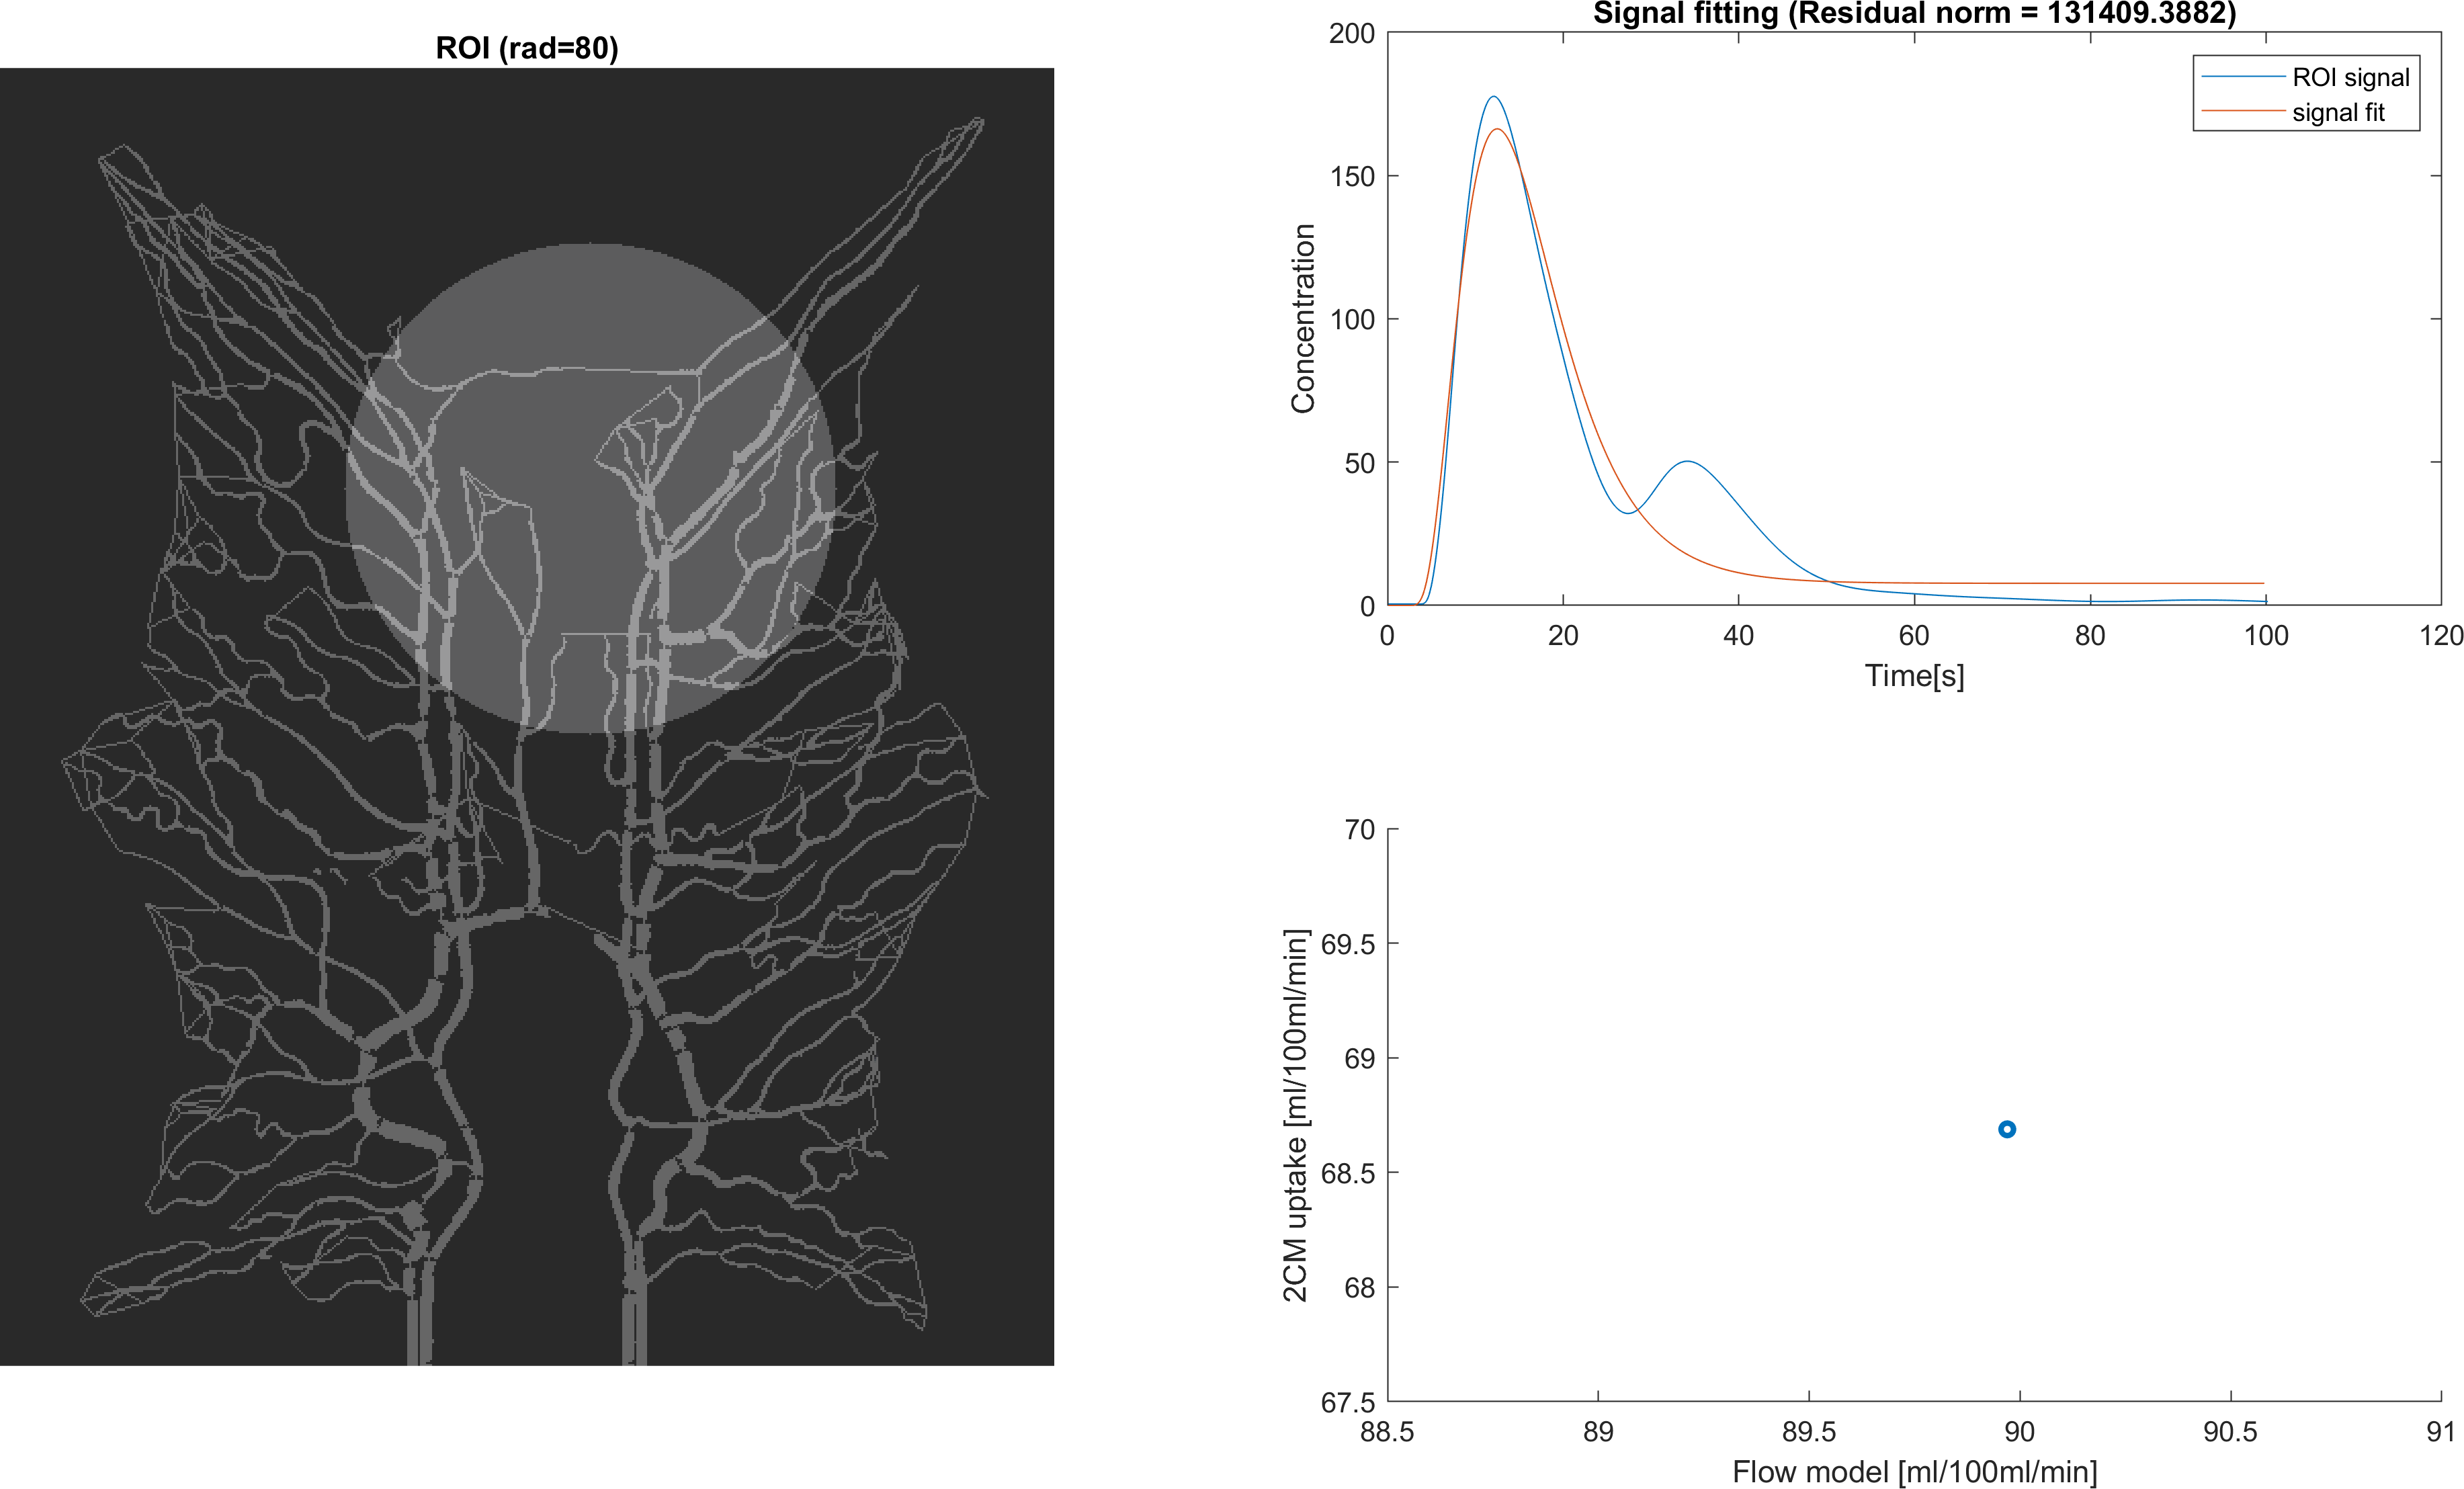 ROI (rad=80)
Signal fitting (Residual norm = 131409.3882)
200
150
100
50
0
Concentration
ROI signal
signal fit
0 20 40 60 80 100 120
Time[s]
70
69.5
69
68.5
68
67.5
2CM uptake [ml/100ml/min]
88.5 89 89.5 90 90.5 91
Flow model [ml/100ml/min]